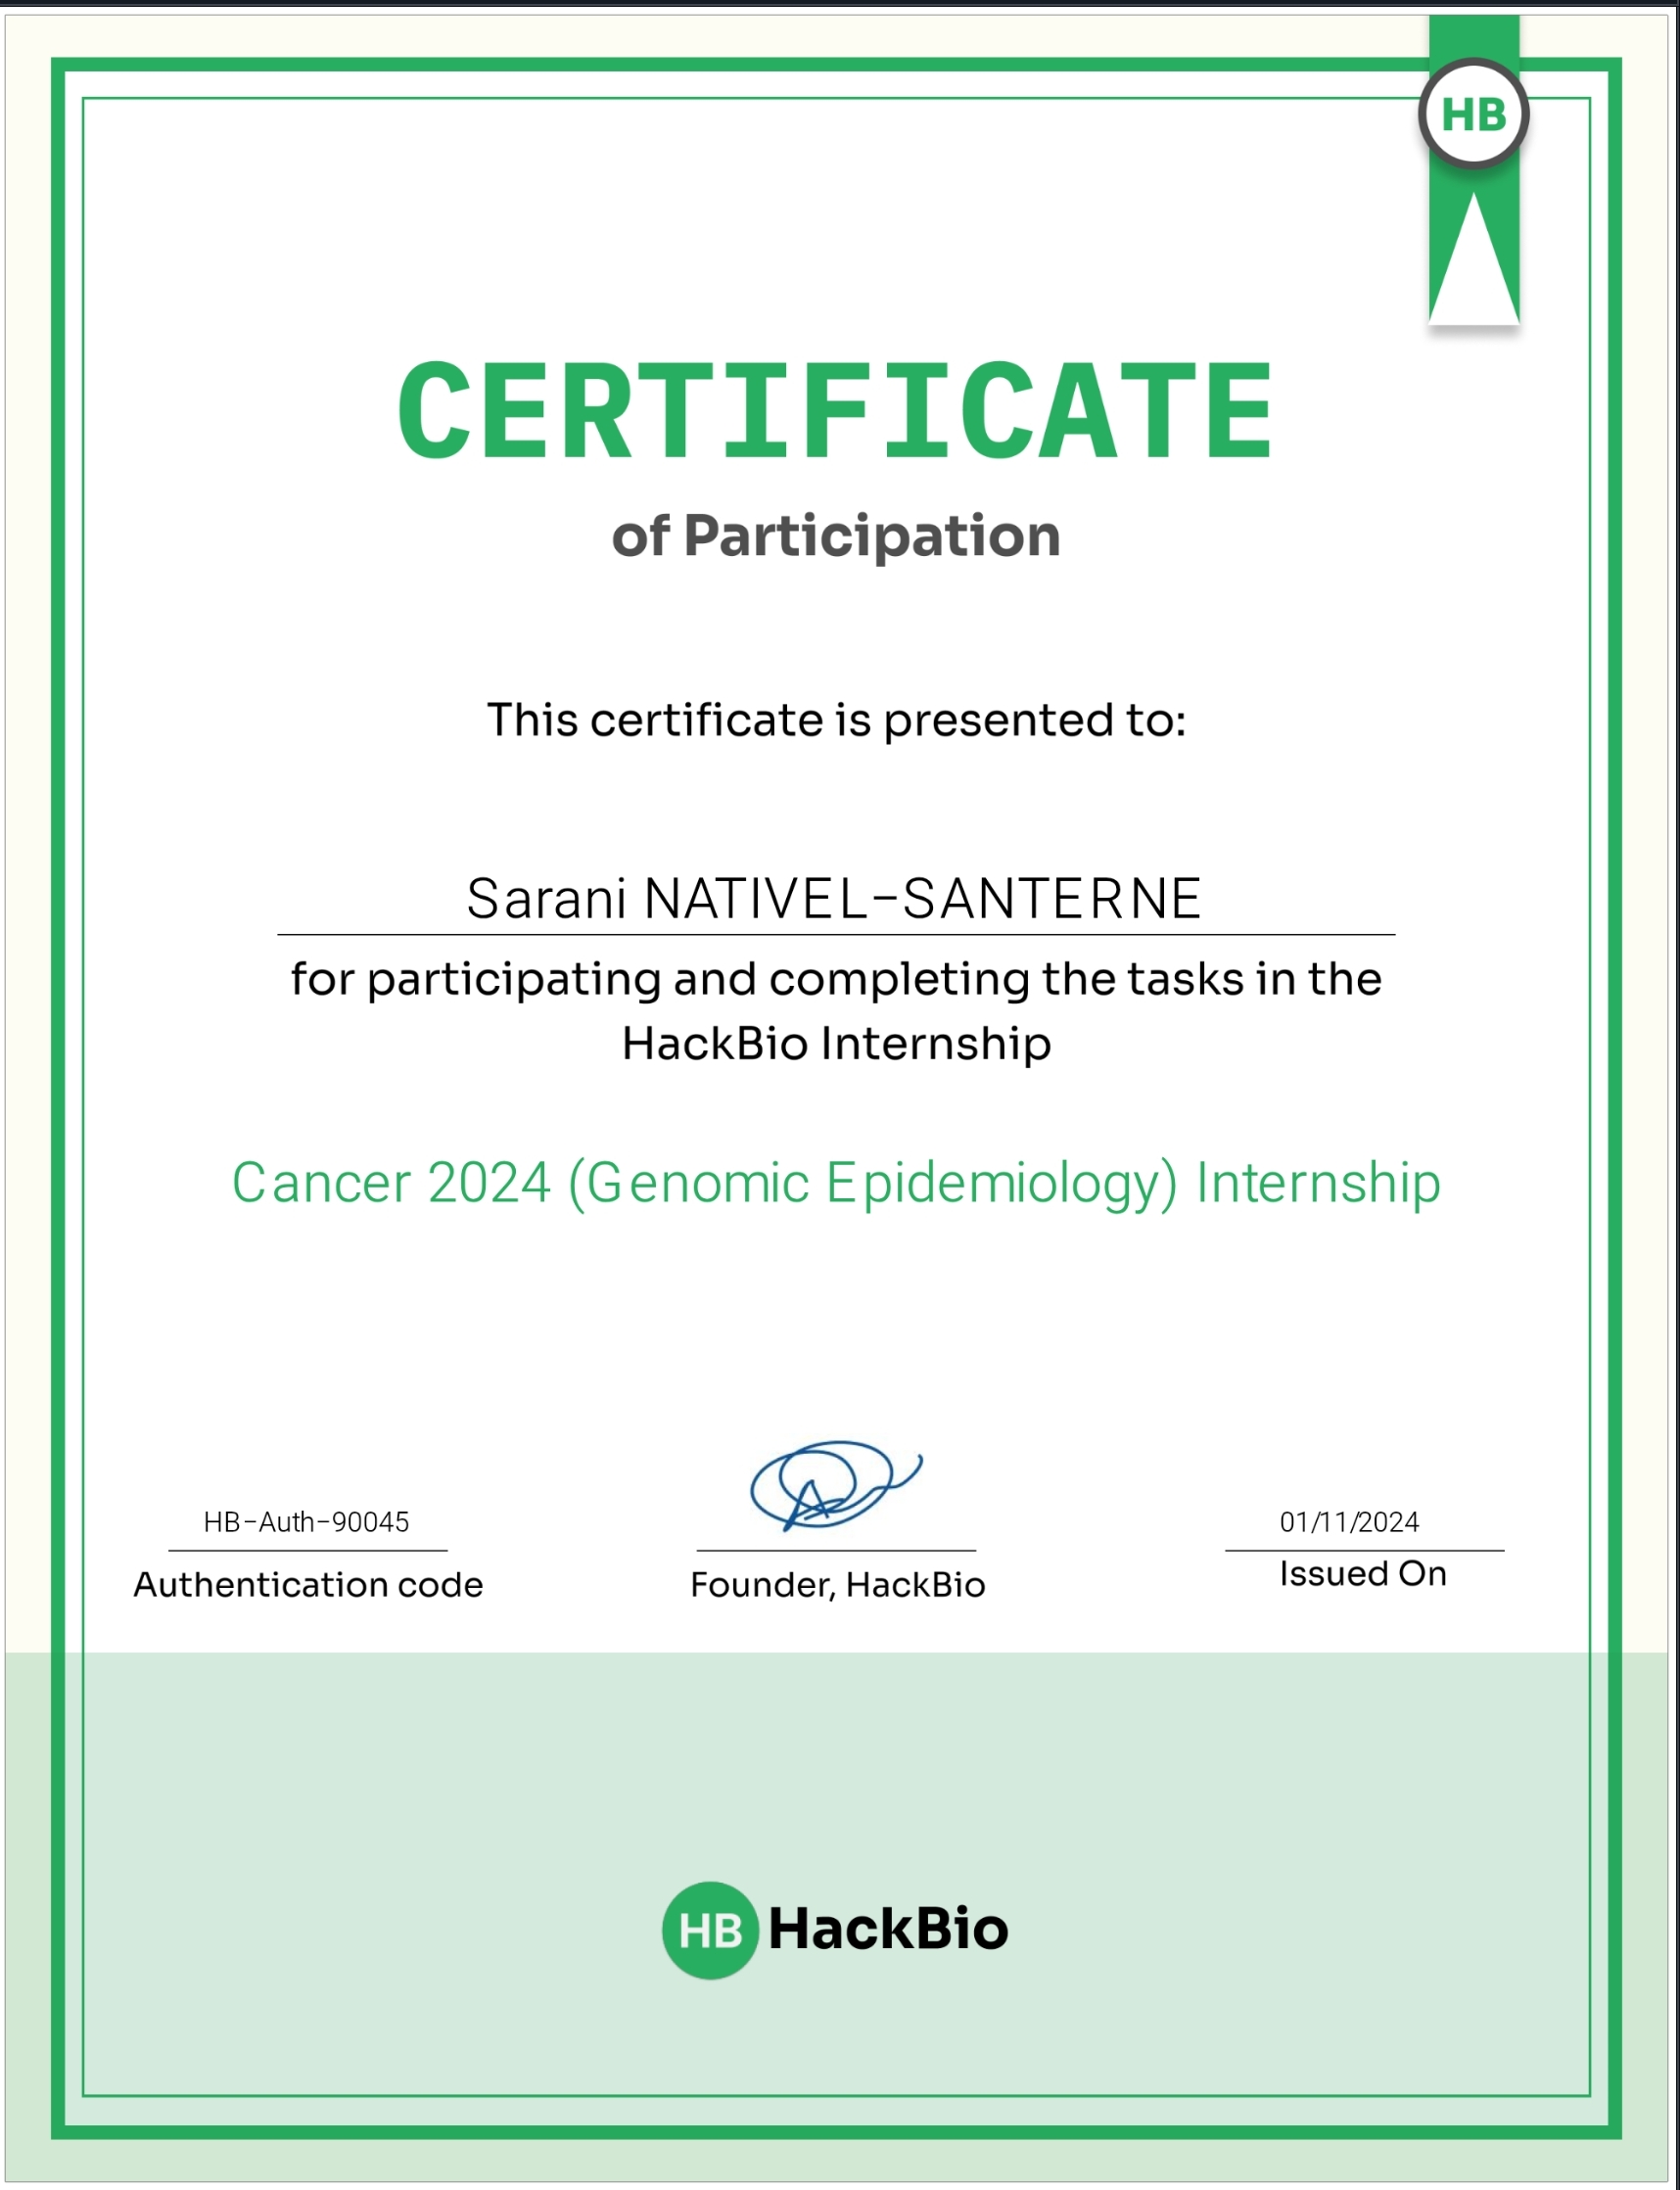 HB
CERTIFICATE
of Participation
This certificate is presented to:
Sarani NATIVEL-SANTERNE
for participating and completing the tasks in the
HackBio Internship
Cancer 2024 (Genomic Epidemiology) Internship
HB-Auth-90045
Authentication code
Founder, HackBio
01/11/2024
Issued On
HB HackBio